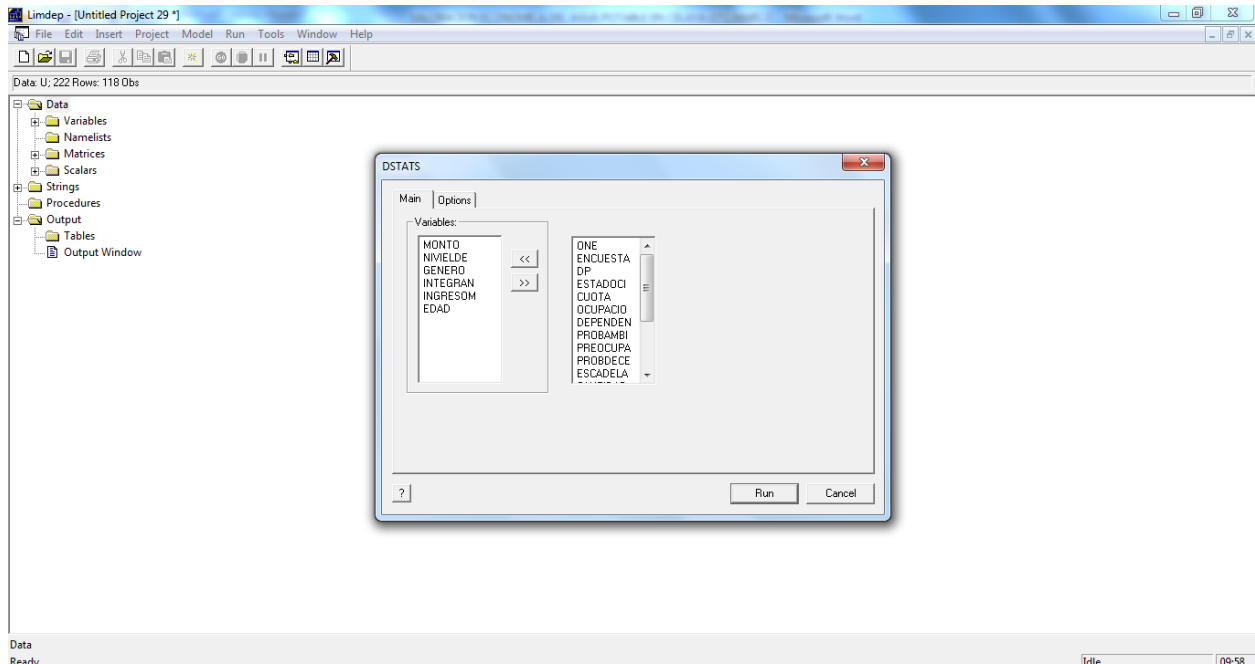 Limdep - [Untitled Project 29 *]
File Edit Insert Project Model Run Tools Window Help
Data: U; 222 Rows: 118 Obs
Data
Variables
Namelists
Matrices
Scalars
Strings
Procedures
Output
Tables
Output Window
DSTATS
Main Options
Variables:
MONTO
NIVIELDE
GENERO
INTEGRAN
INGRESOM
EDAD
<<
>>
ONE
ENCUESTA
DP
ESTADOCI
CUOTA
OCUPACIO
DEPENDEN
PROBAMBI
PREOCUPA
PROBDECE
ESCADELA
? Run Cancel
Data
Ready Idle 09:58